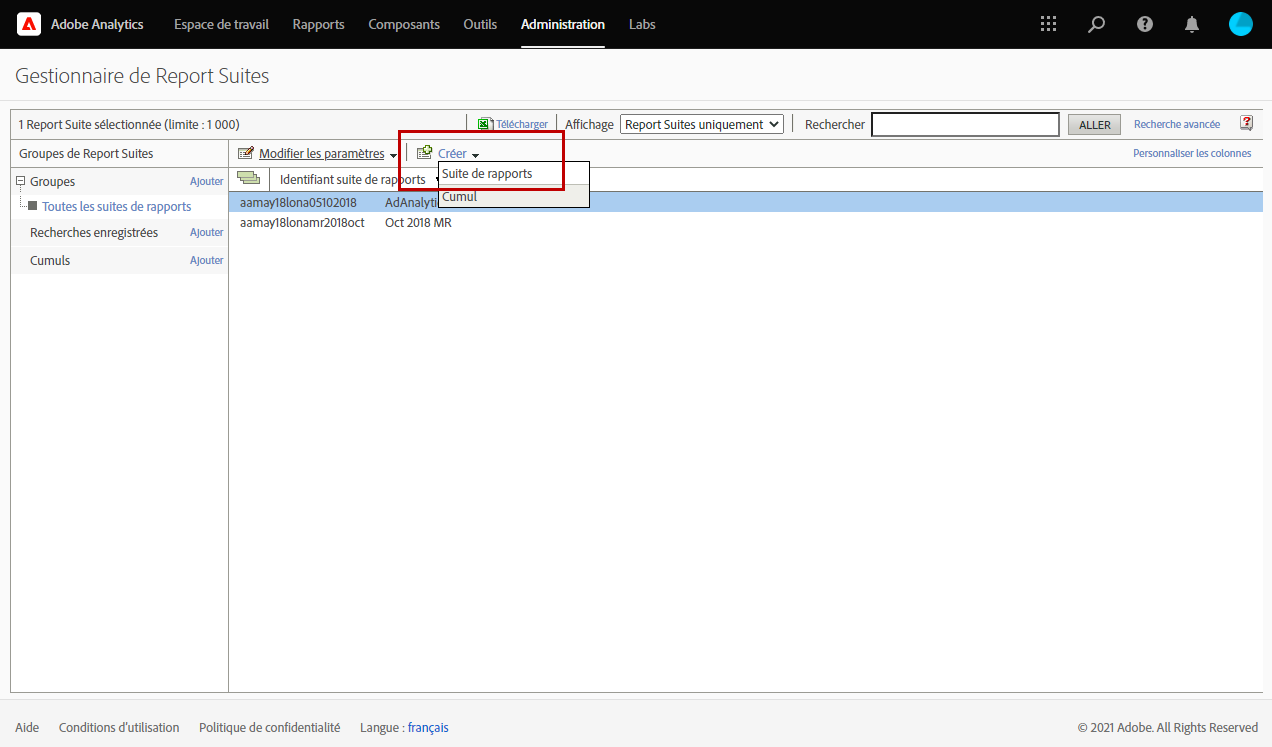 Adobe Analytics Espace de travail Rapports Composants Outils Administration Labs
Gestionnaire de Report Suites
1 Report Suite sélectionnée (limite : 1 000) Télécharger Affichage Report Suites uniquement Rechercher ALLER Recherche avancée
Groupes de Report Suites Modifier les paramètres Créer Personnaliser les colonnes
Groupes Ajouter Identifiant suite de rapports Suite de rapports
Cumul
Toutes les suites de rapports aamay18lona05102018 AdAnalyti
aamay18lonamr2018oct Oct 2018 MR
Recherches enregistrées Ajouter
Cumuls Ajouter
Aide Conditions d'utilisation Politique de confidentialité Langue : français © 2021 Adobe. All Rights Reserved